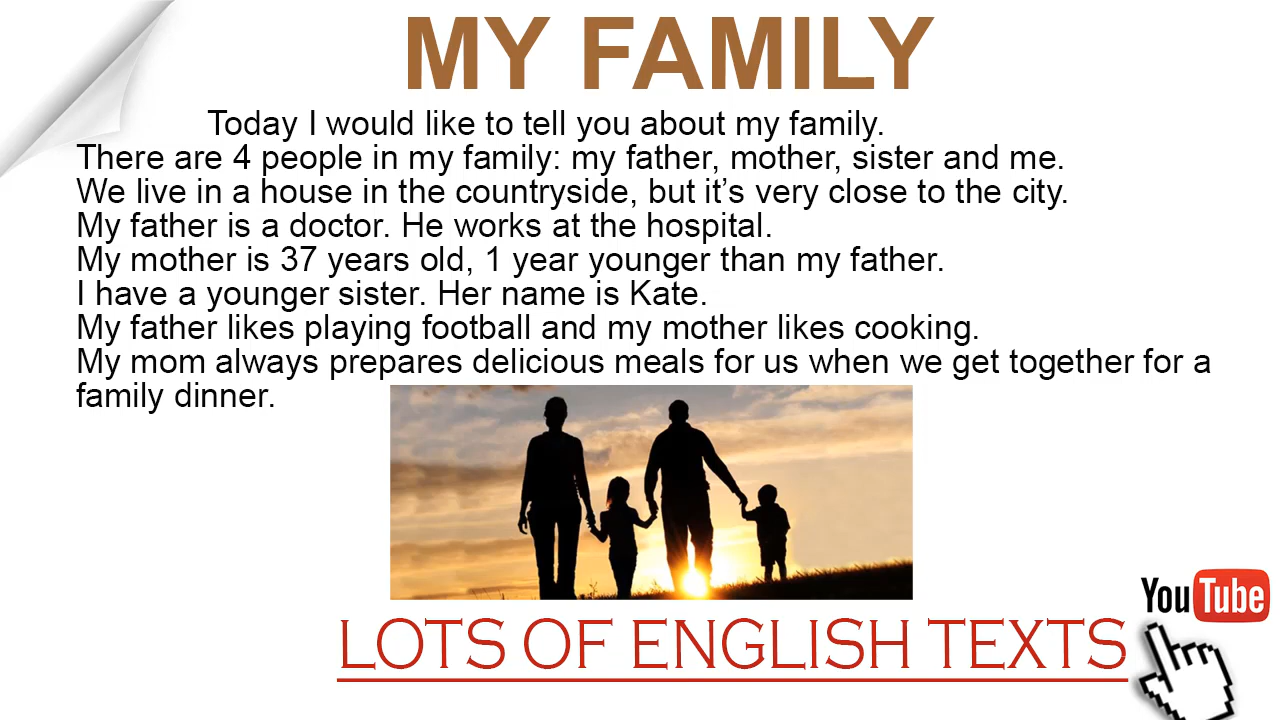 MY FAMILY
Today I would like to tell you about my family.
There are 4 people in my family: my father, mother, sister and me.
We live in a house in the countryside, but it’s very close to the city.
My father is a doctor. He works at the hospital.
My mother is 37 years old, 1 year younger than my father.
I have a younger sister. Her name is Kate.
My father likes playing football and my mother likes cooking.
My mom always prepares delicious meals for us when we get together for a
family dinner.
YouTube
LOTS OF ENGLISH TEXTS